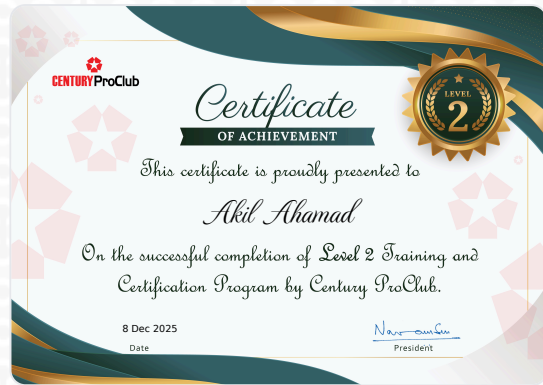 CENTURY ProClub
LEVEL
2
Certificate
OF ACHIEVEMENT
This certificate is proudly presented to
Akil Ahamad
On the successful completion of Level 2 Training and
Certification Program by Century ProClub.
8 Dec 2025
Date
President